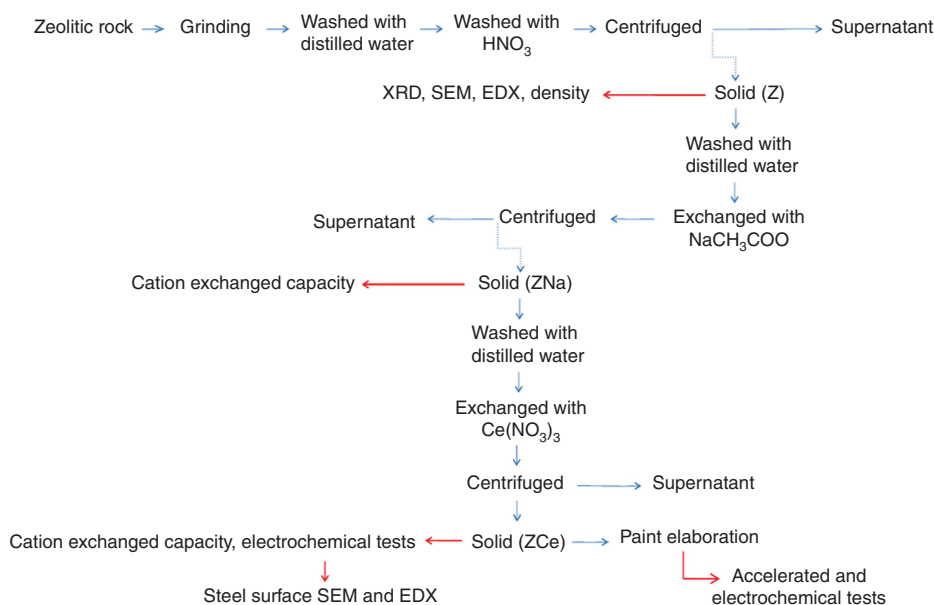 Zeolitic rock
Grinding
Washed with
distilled water
Washed with
HNO₃
Centrifuged
Supernatant
XRD, SEM, EDX, density
Solid (Z)
Washed with
distilled water
Supernatant
Centrifuged
Exchanged with
NaCH₃COO
Cation exchanged capacity
Solid (ZNa)
Washed with
distilled water
Exchanged with
Ce(NO₃)₃
Centrifuged
Supernatant
Cation exchanged capacity, electrochemical tests
Solid (ZCe)
Paint elaboration
Steel surface SEM and EDX
Accelerated and
electrochemical tests